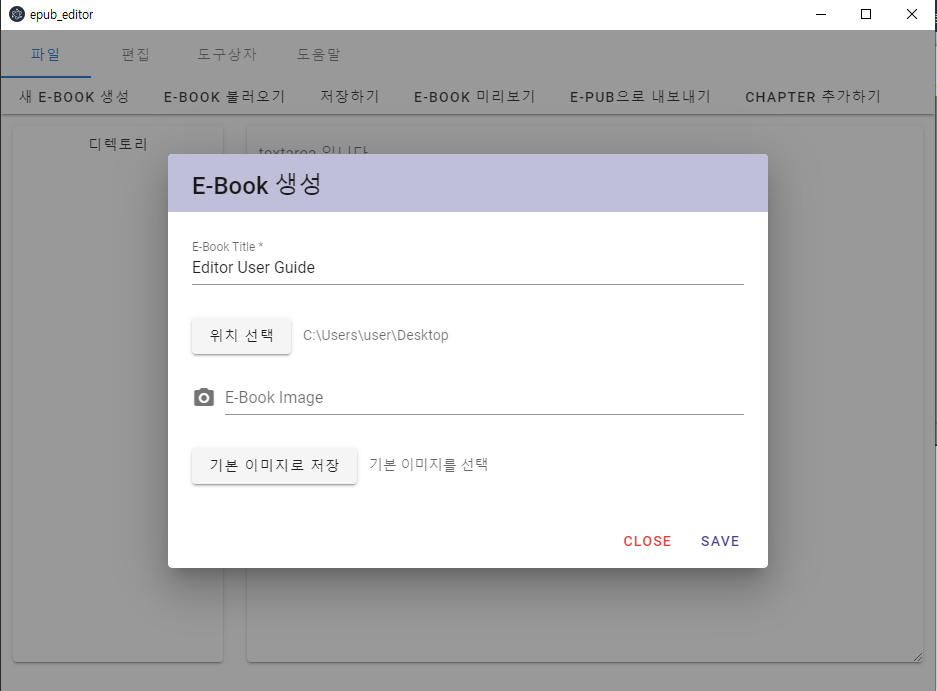 epub_editor
파일 편집 도구상자 도움말
새 E-BOOK 생성 E-BOOK 불러오기 저장하기 E-BOOK 미리보기 E-PUB으로 내보내기 CHAPTER 추가하기
디렉토리
textarea 입니다
E-Book 생성
E-Book Title *
Editor User Guide
위치 선택 C:\Users\user\Desktop
E-Book Image
기본 이미지로 저장 기본 이미지를 선택
CLOSE SAVE